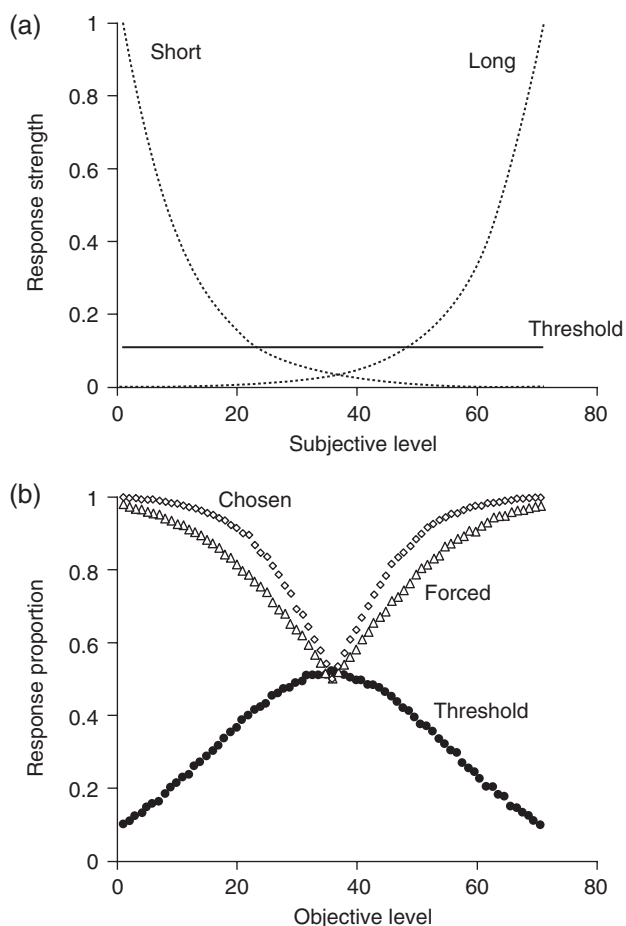 (a)
Response strength
1
0.8
0.6
0.4
0.2
0
Short
Long
Threshold
0 20 40 60 80
Subjective level
(b)
Response proportion
1
0.8
0.6
0.4
0.2
0
Chosen
Forced
Threshold
0 20 40 60 80
Objective level